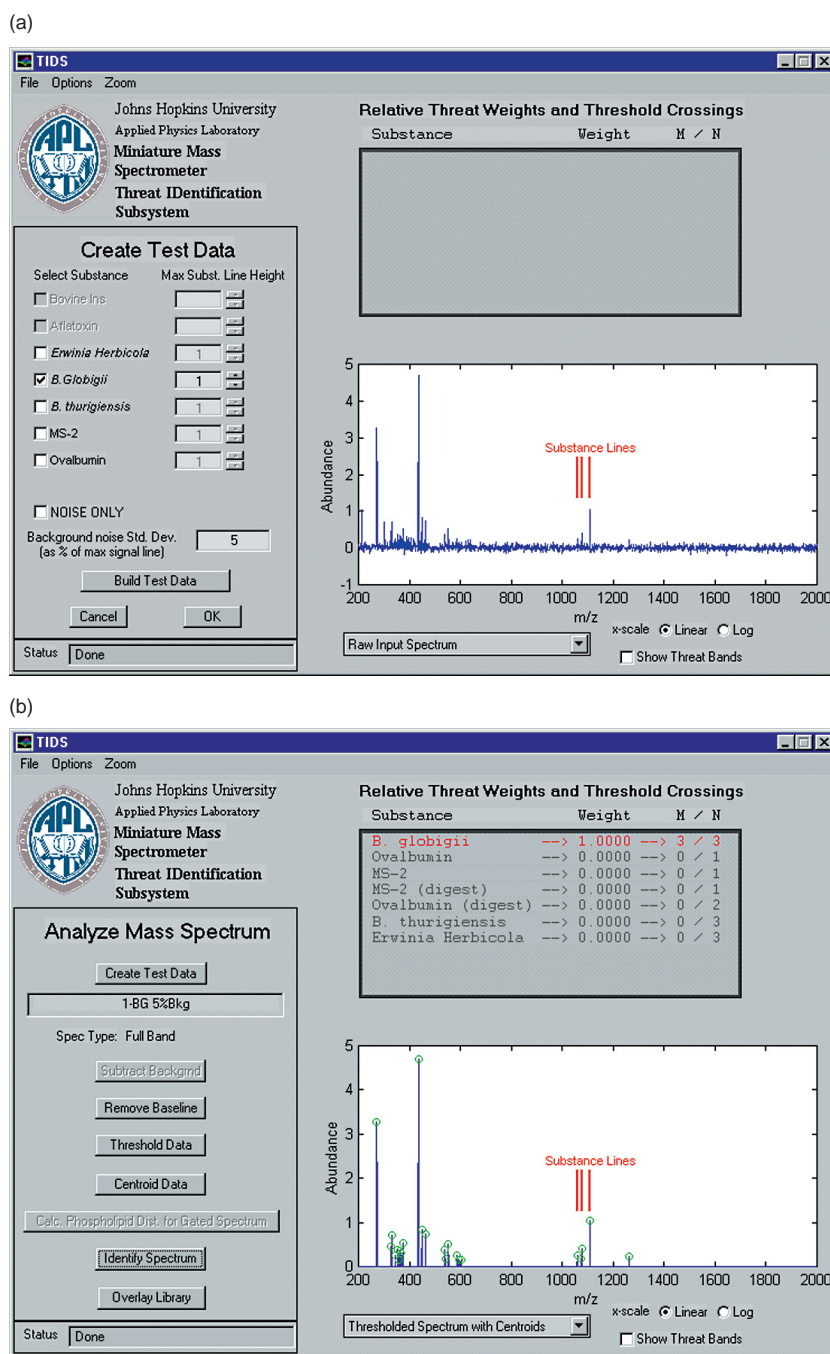 (a)
TIDS
File Options Zoom
Johns Hopkins University
Applied Physics Laboratory
Miniature Mass
Spectrometer
Threat IDentification
Subsystem
APL
Create Test Data
Select Substance Max Subst. Line Height
Bovine Ins
Aflatoxin
Erwinia Herbicola 1
B.Globigii 1
B. thurigiensis 1
MS-2 1
Ovalbumin 1
NOISE ONLY
Background noise Std. Dev.
(as % of max signal line) 5
Build Test Data
Cancel OK
Status Done
Relative Threat Weights and Threshold Crossings
Substance Weight M / N
5
4
3
2
1
0
-1
Abundance
Substance Lines
200 400 600 800 1000 1200 1400 1600 1800 2000
m/z
Raw Input Spectrum
x-scale Linear Log
Show Threat Bands
(b)
TIDS
File Options Zoom
Johns Hopkins University
Applied Physics Laboratory
Miniature Mass
Spectrometer
Threat IDentification
Subsystem
APL
Analyze Mass Spectrum
Create Test Data
1-BG 5%Bkg
Spec Type: Full Band
Subtract Backgrnd
Remove Baseline
Threshold Data
Centroid Data
Calc. Phospholipid Dist. for Gated Spectrum
Identify Spectrum
Overlay Library
Status Done
Relative Threat Weights and Threshold Crossings
Substance Weight M / N
B. globigii --> 1.0000 --> 3 / 3
Ovalbumin --> 0.0000 --> 0 / 1
MS-2 --> 0.0000 --> 0 / 1
MS-2 (digest) --> 0.0000 --> 0 / 1
Ovalbumin (digest) --> 0.0000 --> 0 / 2
B. thurigiensis --> 0.0000 --> 0 / 3
Erwinia Herbicola --> 0.0000 --> 0 / 3
5
4
3
2
1
0
Abundance
Substance Lines
200 400 600 800 1000 1200 1400 1600 1800 2000
m/z
Thresholded Spectrum with Centroids
x-scale Linear Log
Show Threat Bands